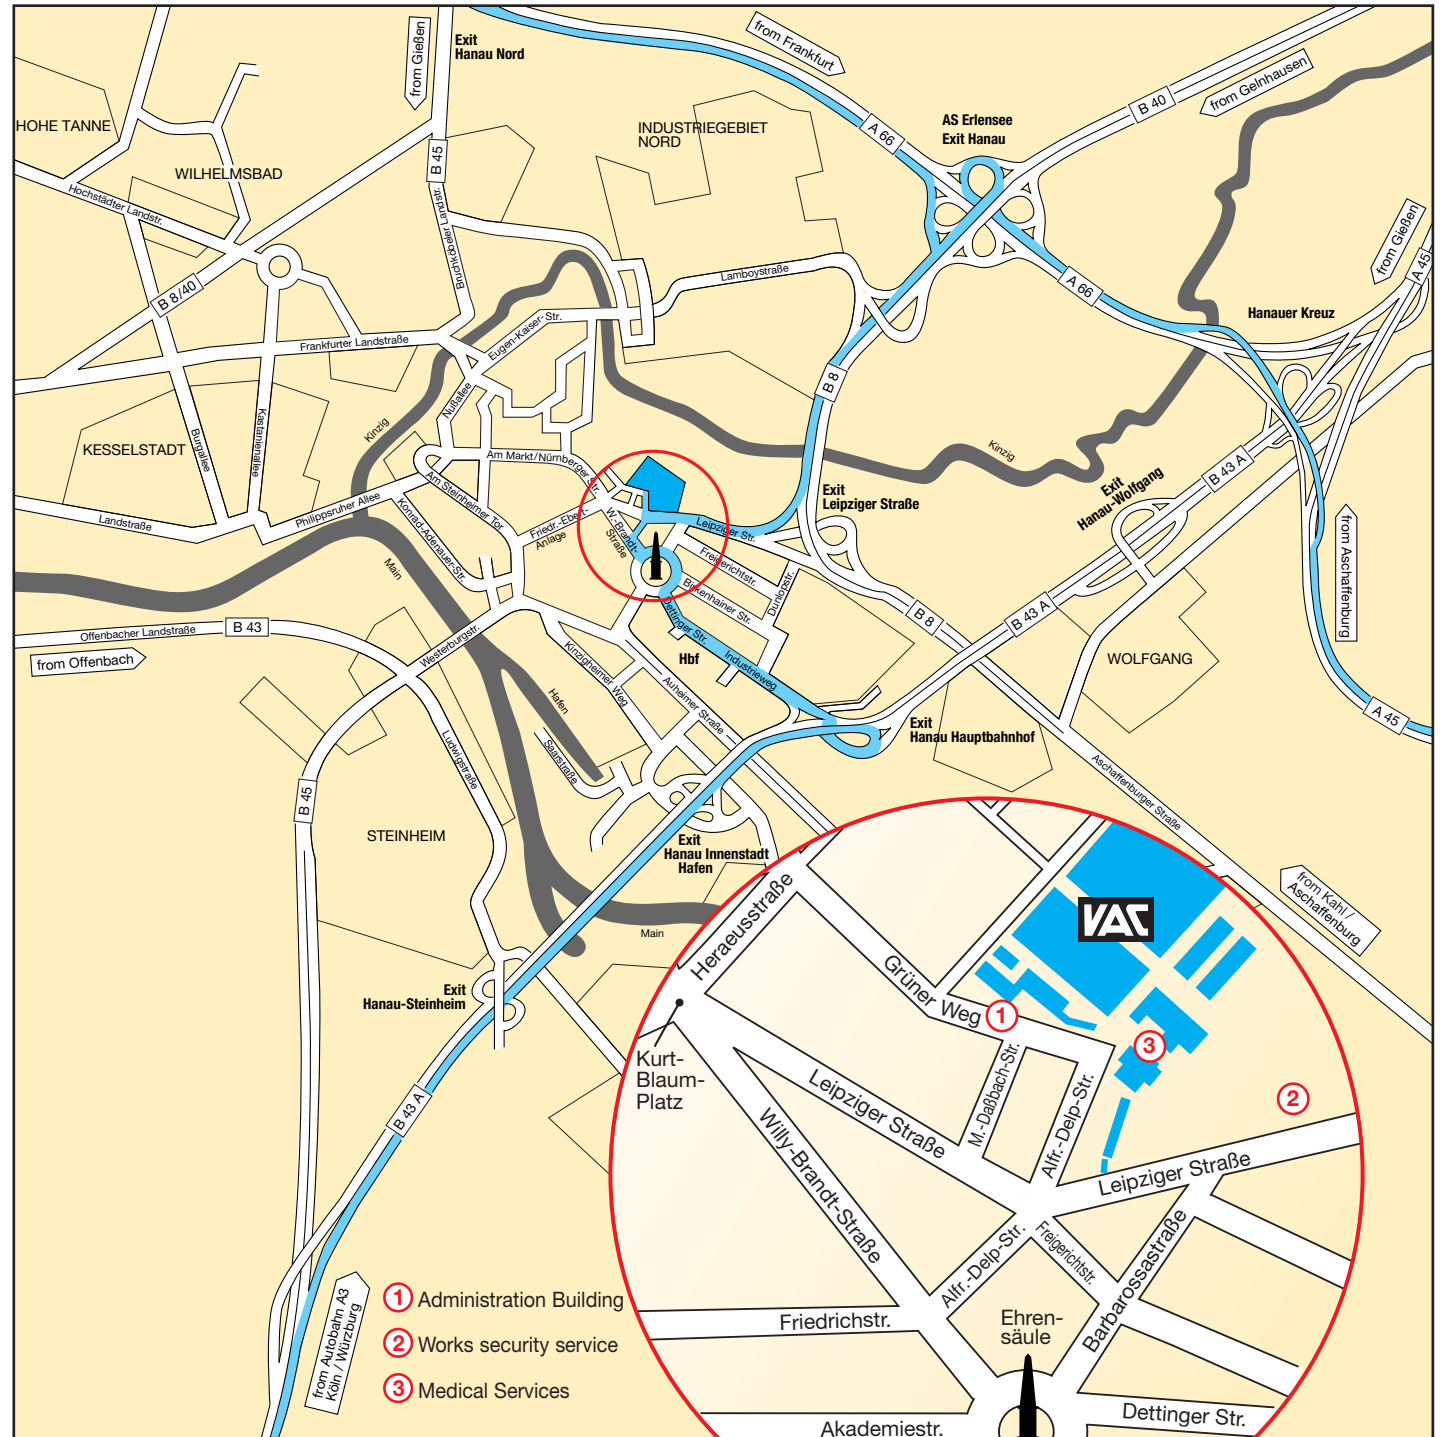 from Gießen
Exit
Hanau Nord
from Frankfurt
AS Erlensee
Exit Hanau
B 40
from Gelnhausen
A 66
HOHE TANNE
WILHELMSBAD
INDUSTRIEGEBIET
NORD
B 45
Hochstädter Landstr.
Bruchköbeler Landstr.
from Gießen
A 45
B 8/40
Lamboystraße
A 66
Hanauer Kreuz
Eugen-Kaiser-Str.
Frankfurter Landstraße
B 8
Nußallee
Kinzig
Kinzig
KESSELSTADT
Burgallee
Kastanienallee
Am Markt/Nürnberger Str.
B 43 A
Exit
Hanau-Wolfgang
Exit
Leipziger Straße
Am Steinheimer Tor
Philippsruher Allee
Landstraße
Konrad-Adenauer-Str.
Friedr.-Ebert-
Anlage
W.-Brandt-
Straße
Leipziger Str.
Freigerichtstr.
Birkenhainer Str.
Dunlopstr.
from Aschaffenburg
Main
B 8
B 43 A
Offenbacher Landstraße
B 43
from Offenbach
Westerburgstr.
Dettinger Str.
Industrieweg
Hbf
WOLFGANG
Kinzigheimer Weg
Auheimer Straße
Hafen
Saarstraße
Ludwigstraße
Exit
Hanau Hauptbahnhof
A 45
Aschaffenburger Straße
B 45
STEINHEIM
Exit
Hanau Innenstadt
Hafen
from Kahl /
Aschaffenburg
Main
Exit
Hanau-Steinheim
B 43 A
from Autobahn A3
Köln / Würzburg
VAC
Heraeusstraße
Grüner Weg
1
3
2
Kurt-
Blaum-
Platz
M.-Daßbach-Str.
Leipziger Straße
Alfr.-Delp-Str.
Willy-Brandt-Straße
Leipziger Straße
Alfr.-Delp-Str.
Freigerichtstr.
Barbarossastraße
Friedrichstr.
Ehren-
säule
Akademiestr.
Dettinger Str.
1 Administration Building
2 Works security service
3 Medical Services